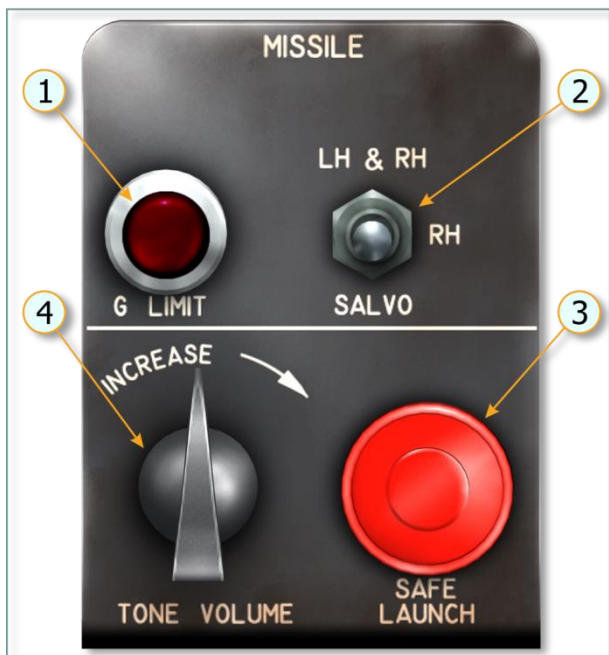 MISSILE
1
2
LH & RH
RH
G LIMIT
SALVO
4
3
INCREASE
TONE VOLUME
SAFE
LAUNCH